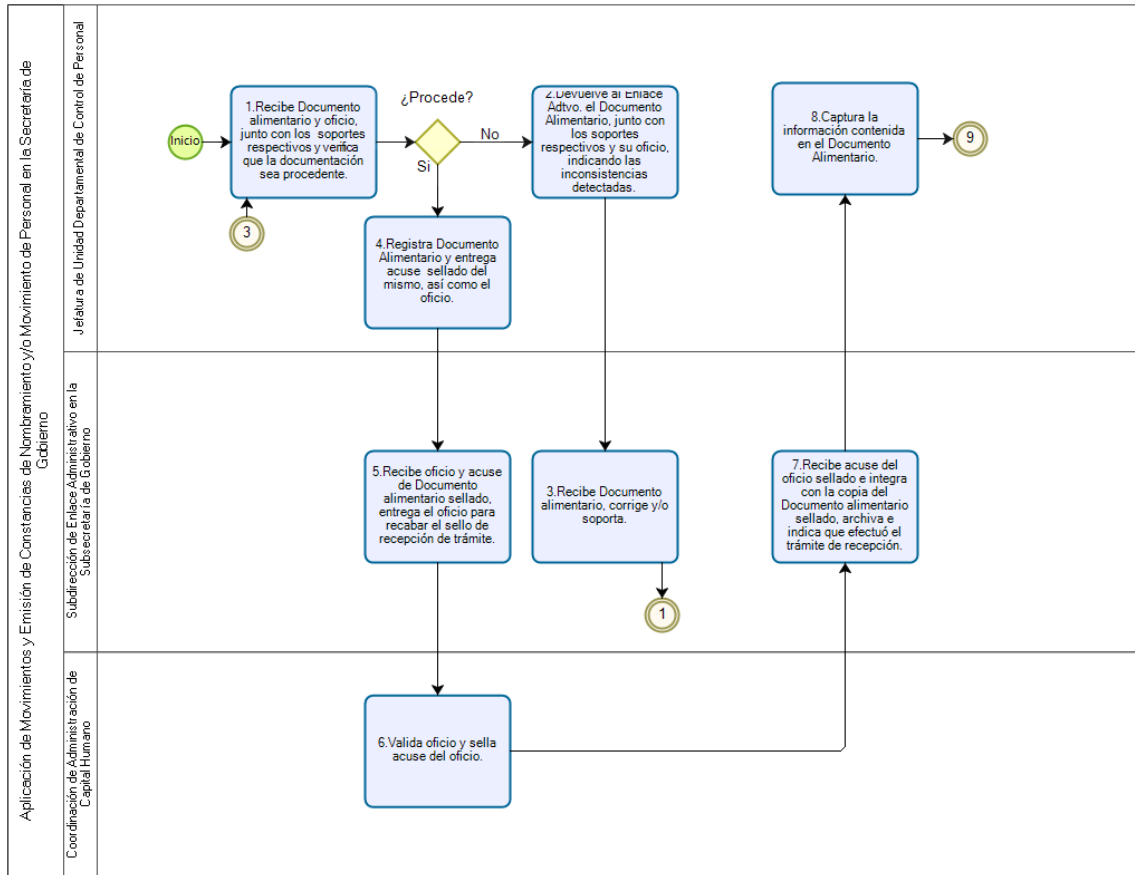 Aplicación de Movimientos y Emisión de Constancias de Nombramiento y/o Movimiento de Personal en la Secretaría de
Gobierno
Jefatura de Unidad Departamental de Control de Personal
Inicio
1.Recibe Documento
alimentario y oficio,
junto con los soportes
respectivos y verifica
que la documentación
sea procedente.
3
¿Procede?
No
Si
2.Devuelve al Enlace
Adtvo. el Documento
Alimentario, junto con
los soportes
respectivos y su oficio,
indicando las
inconsistencias
detectadas.
4.Registra Documento
Alimentario y entrega
acuse sellado del
mismo, así como el
oficio.
8.Captura la
información contenida
en el Documento
Alimentario.
9
Subdirección de Enlace Administrativo en la
Subsecretaría de Gobierno
5.Recibe oficio y acuse
de Documento
alimentario sellado,
entrega el oficio para
recabar el sello de
recepción de trámite.
3.Recibe Documento
alimentario, corrige y/o
soporta.
1
7.Recibe acuse del
oficio sellado e integra
con la copia del
Documento alimentario
sellado, archiva e
indica que efectuó el
trámite de recepción.
Coordinación de Administración de
Capital Humano
6.Valida oficio y sella
acuse del oficio.